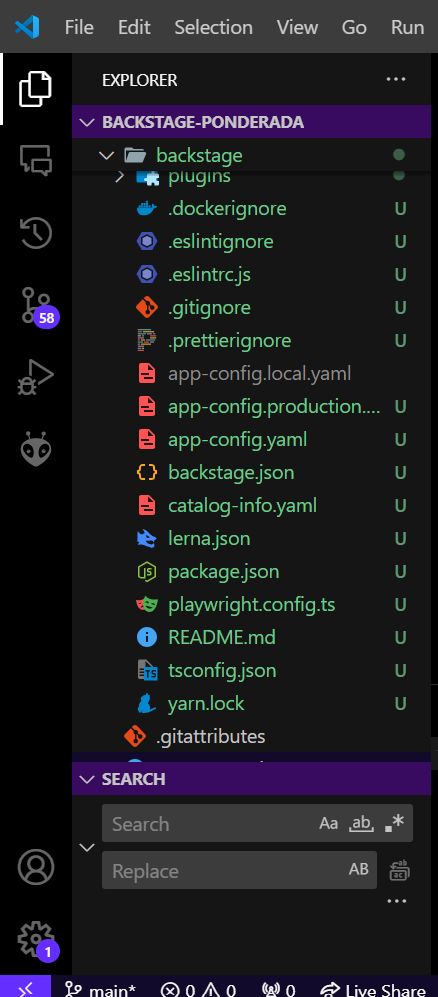 File Edit Selection View Go Run
EXPLORER
BACKSTAGE-PONDERADA
backstage
plugins
.dockerignore U
.eslintignore U
.eslintrc.js U
.gitignore U
.prettierignore U
app-config.local.yaml
app-config.production.... U
app-config.yaml U
backstage.json U
catalog-info.yaml U
lerna.json U
package.json U
playwright.config.ts U
README.md U
tsconfig.json U
yarn.lock U
.gitattributes
58
SEARCH
Search Aa ab .*
Replace AB
...
1
main* 0 0 0 Live Share